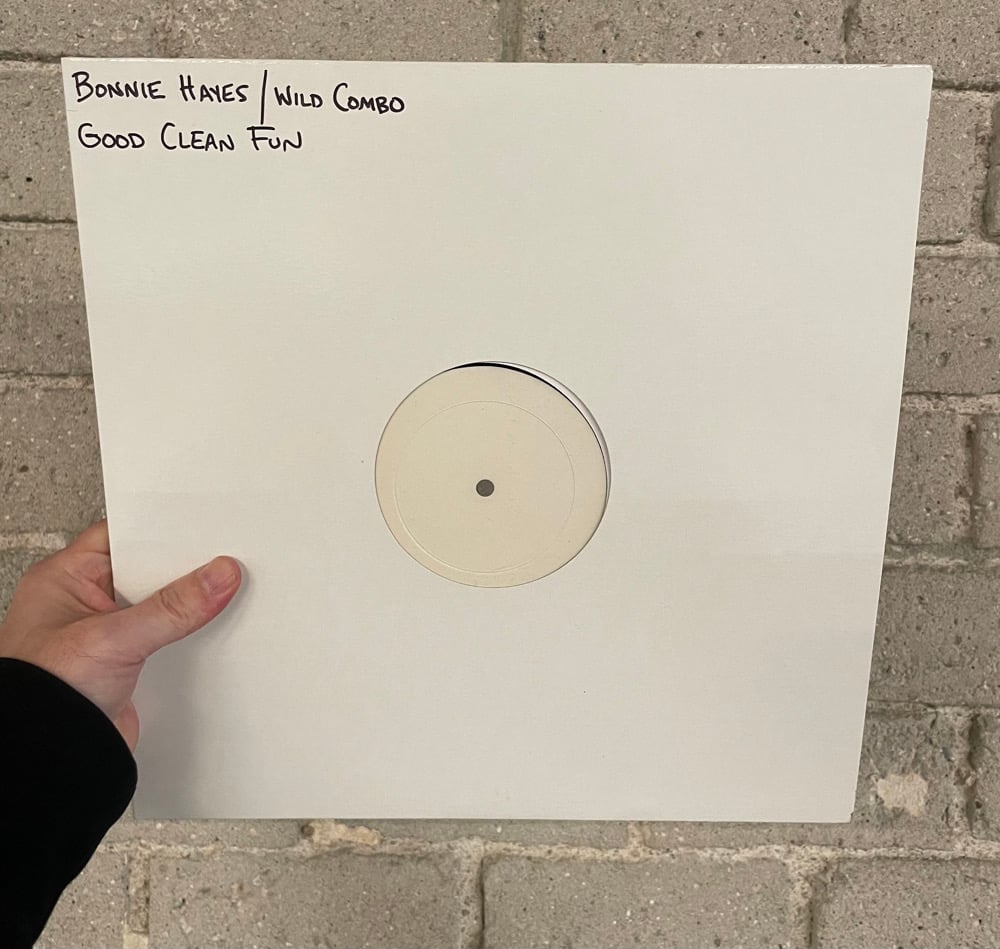 Bonnie Hayes / Wild Combo
Good Clean Fun